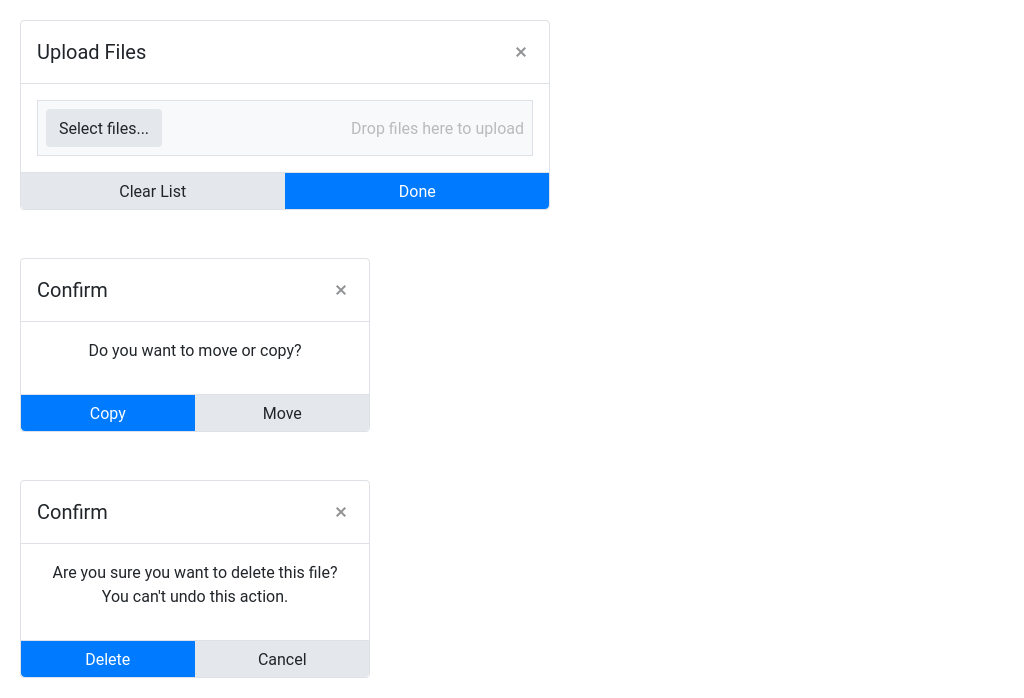 Upload Files
Select files...
Drop files here to upload
Clear List
Done
Confirm
Do you want to move or copy?
Copy
Move
Confirm
Are you sure you want to delete this file?
You can't undo this action.
Delete
Cancel